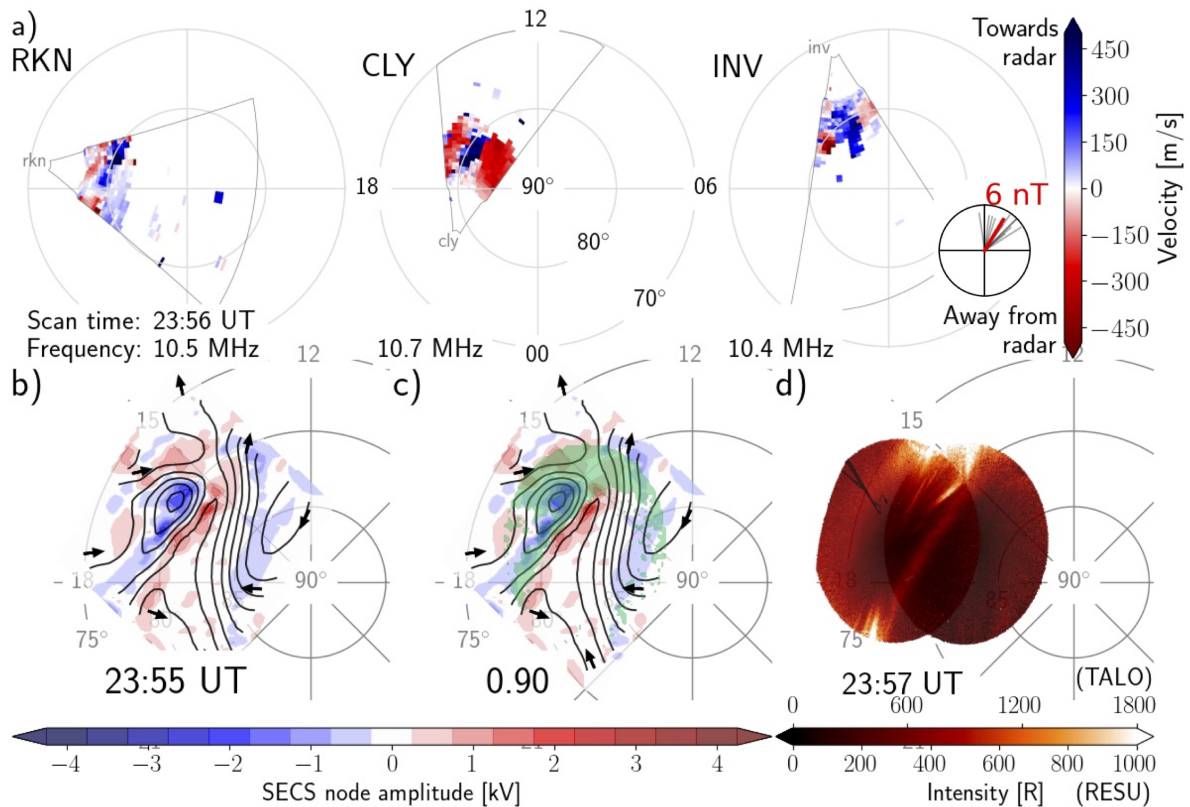 a)
RKN
CLY
INV
12
inv
Towards
radar
450
rkn
18
90°
06
300
150
0
−150
−300
−450
Velocity [m/s]
cly
80°
70°
6 nT
Away from
radar
Scan time: 23:56 UT
Frequency: 10.5 MHz
10.7 MHz
00
10.4 MHz
b)
12
c)
12
d)
12
15
15
15
18
90°
18
90°
18
90°
85
75°
75°
75°
23:55 UT
0.90
23:57 UT
(TALO)
0
600
1200
1800
−4
−3
−2
−1
0
1
2
3
4
SECS node amplitude [kV]
0
200
400
600
800
1000
Intensity [R]
(RESU)